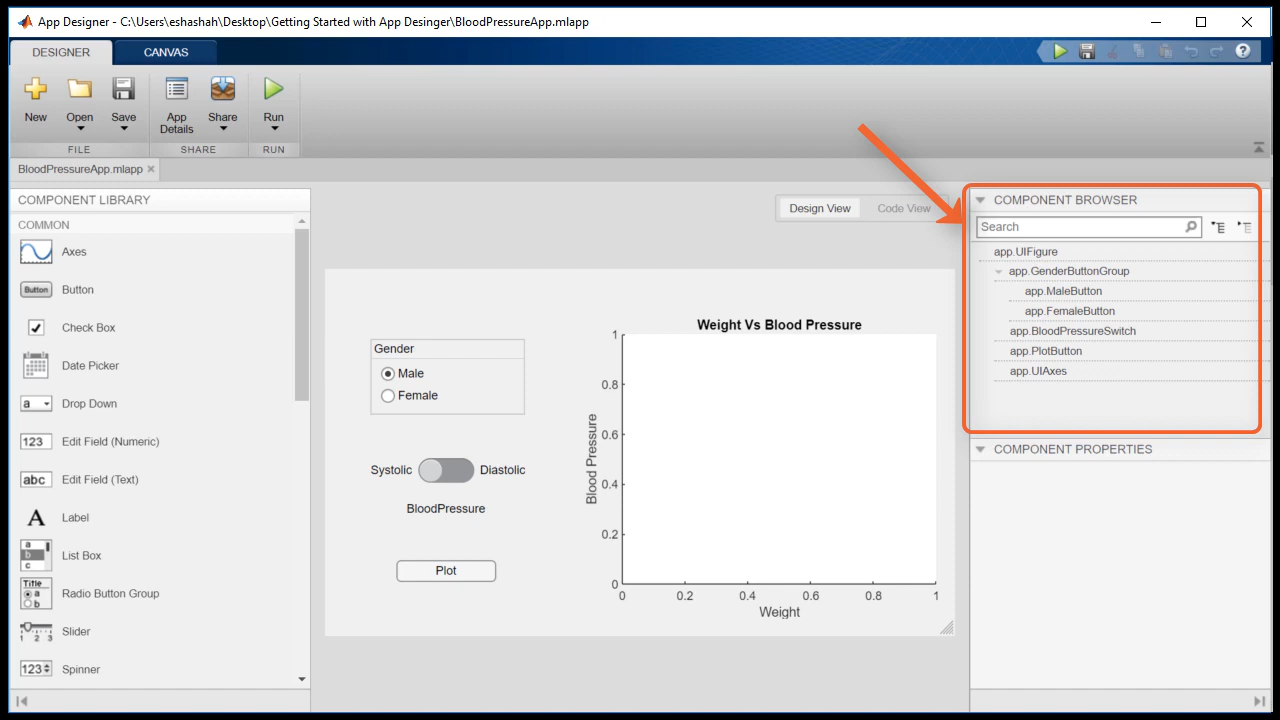 App Designer - C:\Users\eshashah\Desktop\Getting Started with App Desinger\BloodPressureApp.mlapp
DESIGNER
CANVAS
New
Open
Save
App Details
Share
Run
FILE
SHARE
RUN
BloodPressureApp.mlapp
COMPONENT LIBRARY
COMMON
Axes
Button Button
Check Box
Date Picker
a Drop Down
123 Edit Field (Numeric)
abc Edit Field (Text)
A Label
a
b
c
List Box
Title
a
b
Radio Button Group
1 2 3 Slider
123 Spinner
Design View
Code View
Gender
Male
Female
Systolic
Diastolic
BloodPressure
Plot
Weight Vs Blood Pressure
1
0.8
0.6
0.4
0.2
0
Blood Pressure
0 0.2 0.4 0.6 0.8 1
Weight
COMPONENT BROWSER
Search
app.UIFigure
app.GenderButtonGroup
app.MaleButton
app.FemaleButton
app.BloodPressureSwitch
app.PlotButton
app.UIAxes
COMPONENT PROPERTIES